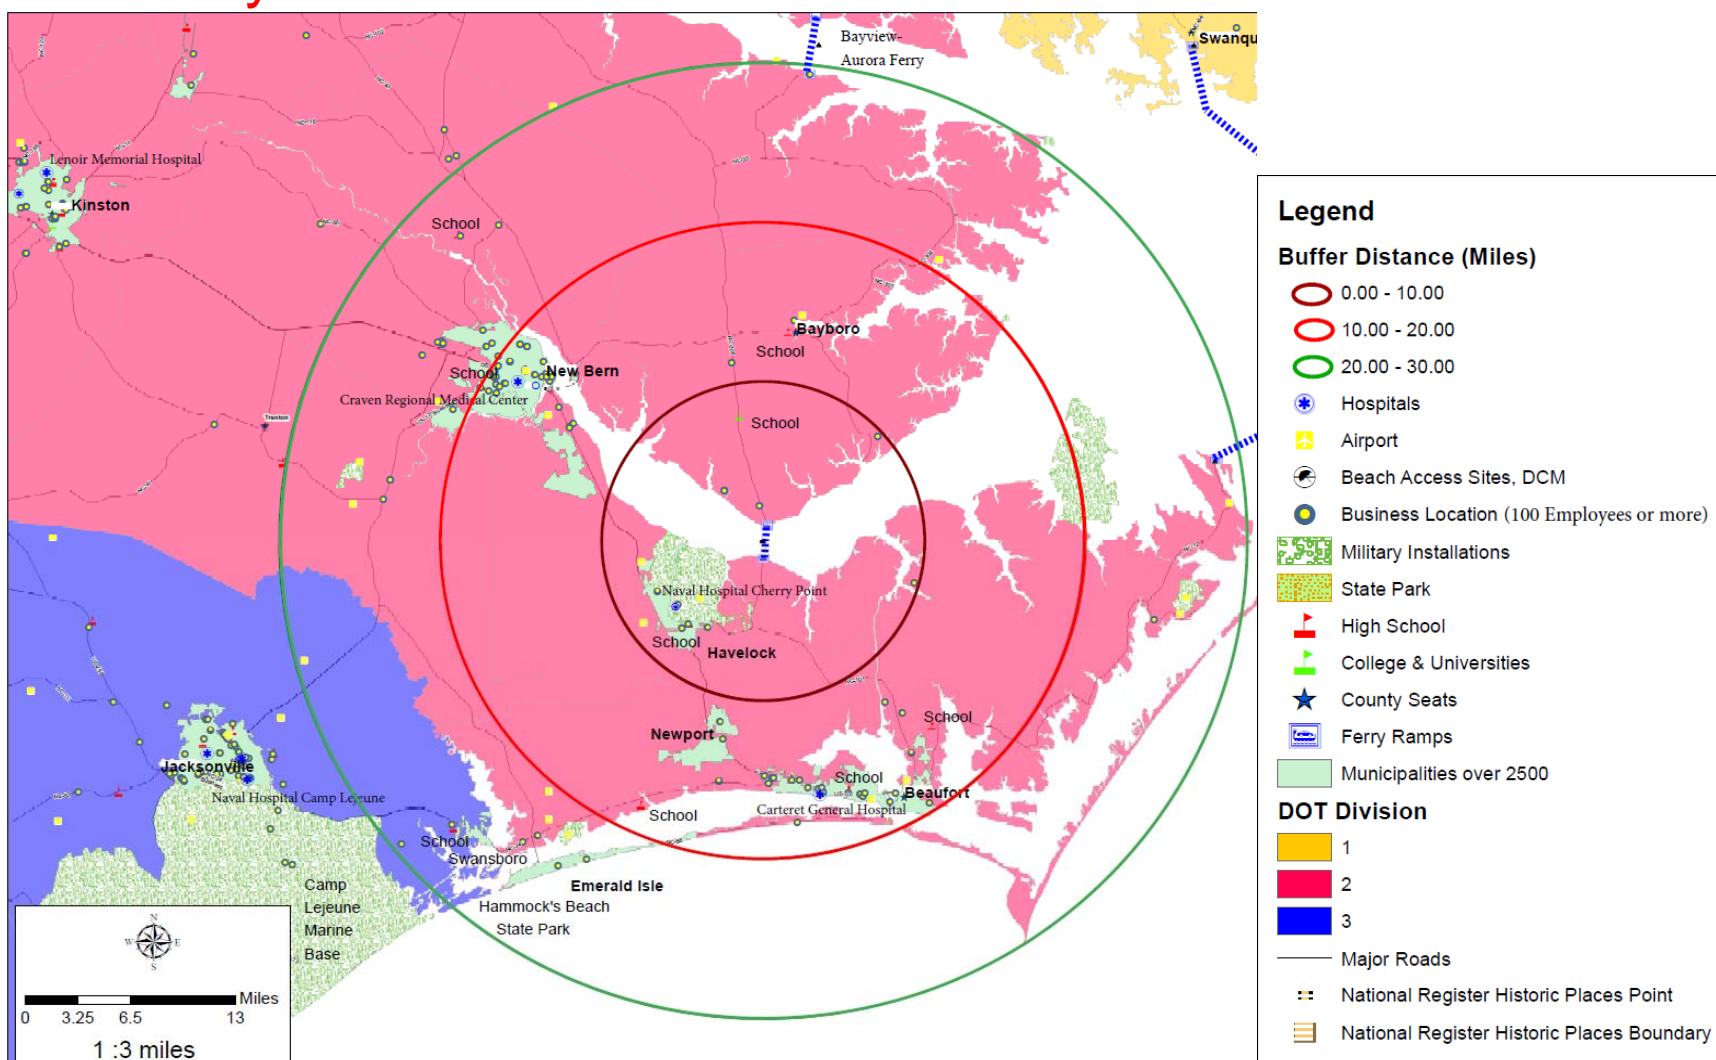 Bayview-
Aurora Ferry
Swanqu
Lenoir Memorial Hospital
Kinston
School
Bayboro
School
New Bern
School
Craven Regional Medical Center
School
Trenton
Naval Hospital Cherry Point
School
Havelock
Newport
School
Jacksonville
Naval Hospital Camp Lejeune
School
Beaufort
Carteret General Hospital
School
School
Swansboro
Emerald Isle
Hammock's Beach
State Park
Camp
Lejeune
Marine
Base
N
W E
S
Miles
0 3.25 6.5 13
1 :3 miles
Legend
Buffer Distance (Miles)
0.00 - 10.00
10.00 - 20.00
20.00 - 30.00
Hospitals
Airport
Beach Access Sites, DCM
Business Location (100 Employees or more)
Military Installations
State Park
High School
College & Universities
County Seats
Ferry Ramps
Municipalities over 2500
DOT Division
1
2
3
Major Roads
National Register Historic Places Point
National Register Historic Places Boundary